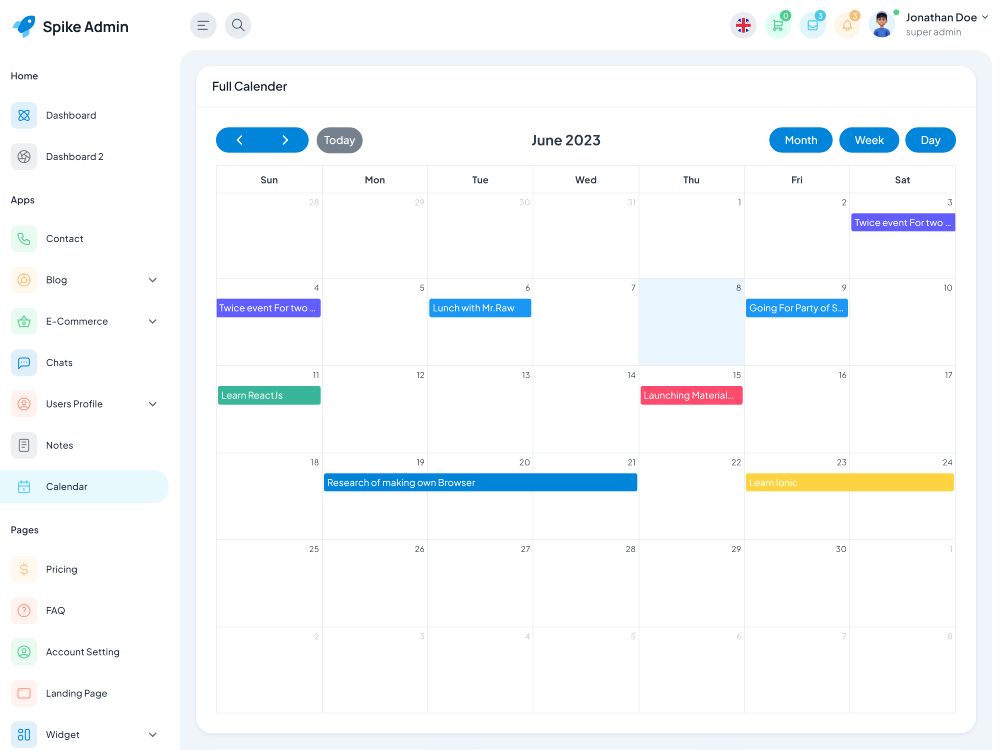 Spike Admin
0
3
3
Jonathan Doe
super admin
Home
Dashboard
Dashboard 2
Apps
Contact
Blog
E-Commerce
Chats
Users Profile
Notes
Calendar
Pages
Pricing
FAQ
Account Setting
Landing Page
Widget
Full Calender
Today
June 2023
Month Week Day
Sun Mon Tue Wed Thu Fri Sat
28 29 30 31 1 2 3
Twice event For two ...
4 5 6 7 8 9 10
Twice event For two ... Lunch with Mr.Raw Going For Party of S...
11 12 13 14 15 16 17
Learn ReactJs Launching Material...
18 19 20 21 22 23 24
Research of making own Browser Learn Ionic
25 26 27 28 29 30 1
2 3 4 5 6 7 8